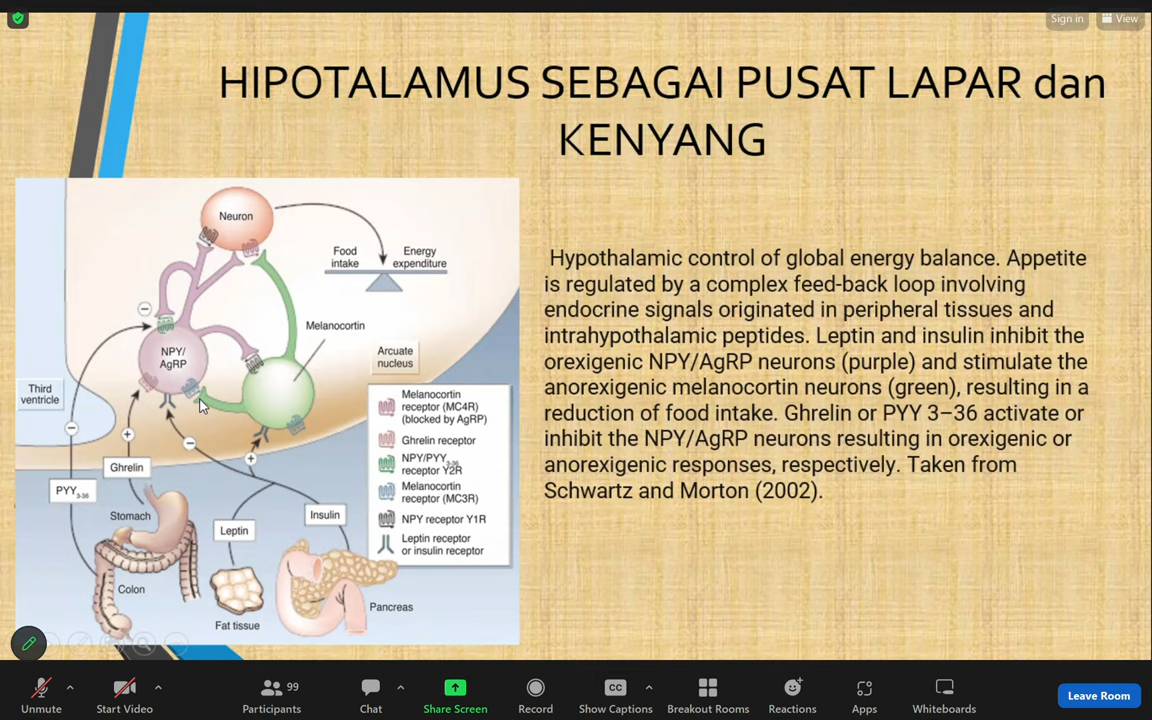 Sign in
View
HIPOTALAMUS SEBAGAI PUSAT LAPAR dan
KENYANG
Neuron
Food
intake
Energy
expenditure
Melanocortin
NPY/
AgRP
Arcuate
nucleus
Third
ventricle
Ghrelin
PYY3-36
Stomach
Leptin
Insulin
Colon
Fat tissue
Pancreas
Melanocortin
receptor (MC4R)
(blocked by AgRP)
Ghrelin receptor
NPY/PYY3-36
receptor Y2R
Melanocortin
receptor (MC3R)
NPY receptor Y1R
Leptin receptor
or insulin receptor
Hypothalamic control of global energy balance. Appetite
is regulated by a complex feed-back loop involving
endocrine signals originated in peripheral tissues and
intrahypothalamic peptides. Leptin and insulin inhibit the
orexigenic NPY/AgRP neurons (purple) and stimulate the
anorexigenic melanocortin neurons (green), resulting in a
reduction of food intake. Ghrelin or PYY 3–36 activate or
inhibit the NPY/AgRP neurons resulting in orexigenic or
anorexigenic responses, respectively. Taken from
Schwartz and Morton (2002).
Unmute
Start Video
99
Participants
Chat
Share Screen
Record
CC
Show Captions
Breakout Rooms
Reactions
Apps
Whiteboards
Leave Room